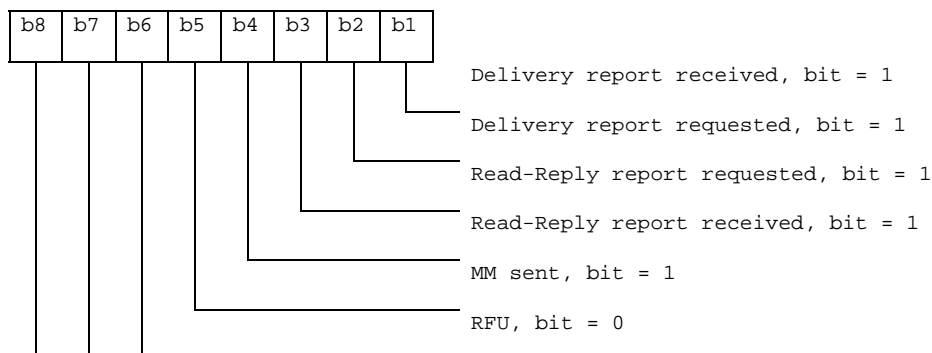 b8 b7 b6 b5 b4 b3 b2 b1
Delivery report received, bit = 1
Delivery report requested, bit = 1
Read-Reply report requested, bit = 1
Read-Reply report received, bit = 1
MM sent, bit = 1
RFU, bit = 0